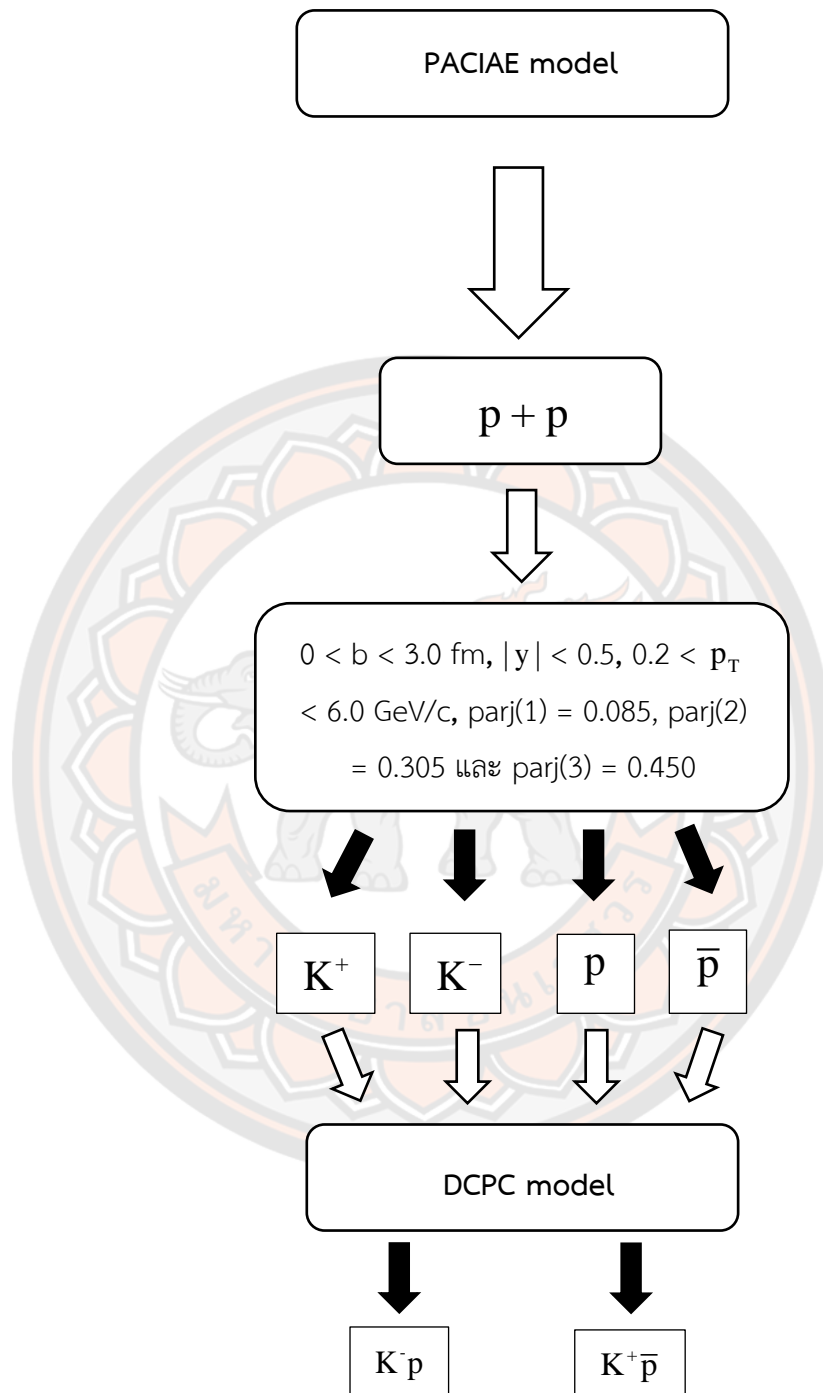 PACIAE model
p + p
0 < b < 3.0 fm, |y| < 0.5, 0.2 < p_T
< 6.0 GeV/c, parj(1) = 0.085, parj(2)
= 0.305 และ parj(3) = 0.450
K⁺ K⁻ p p̅
DCPC model
K⁻p K⁺p̅